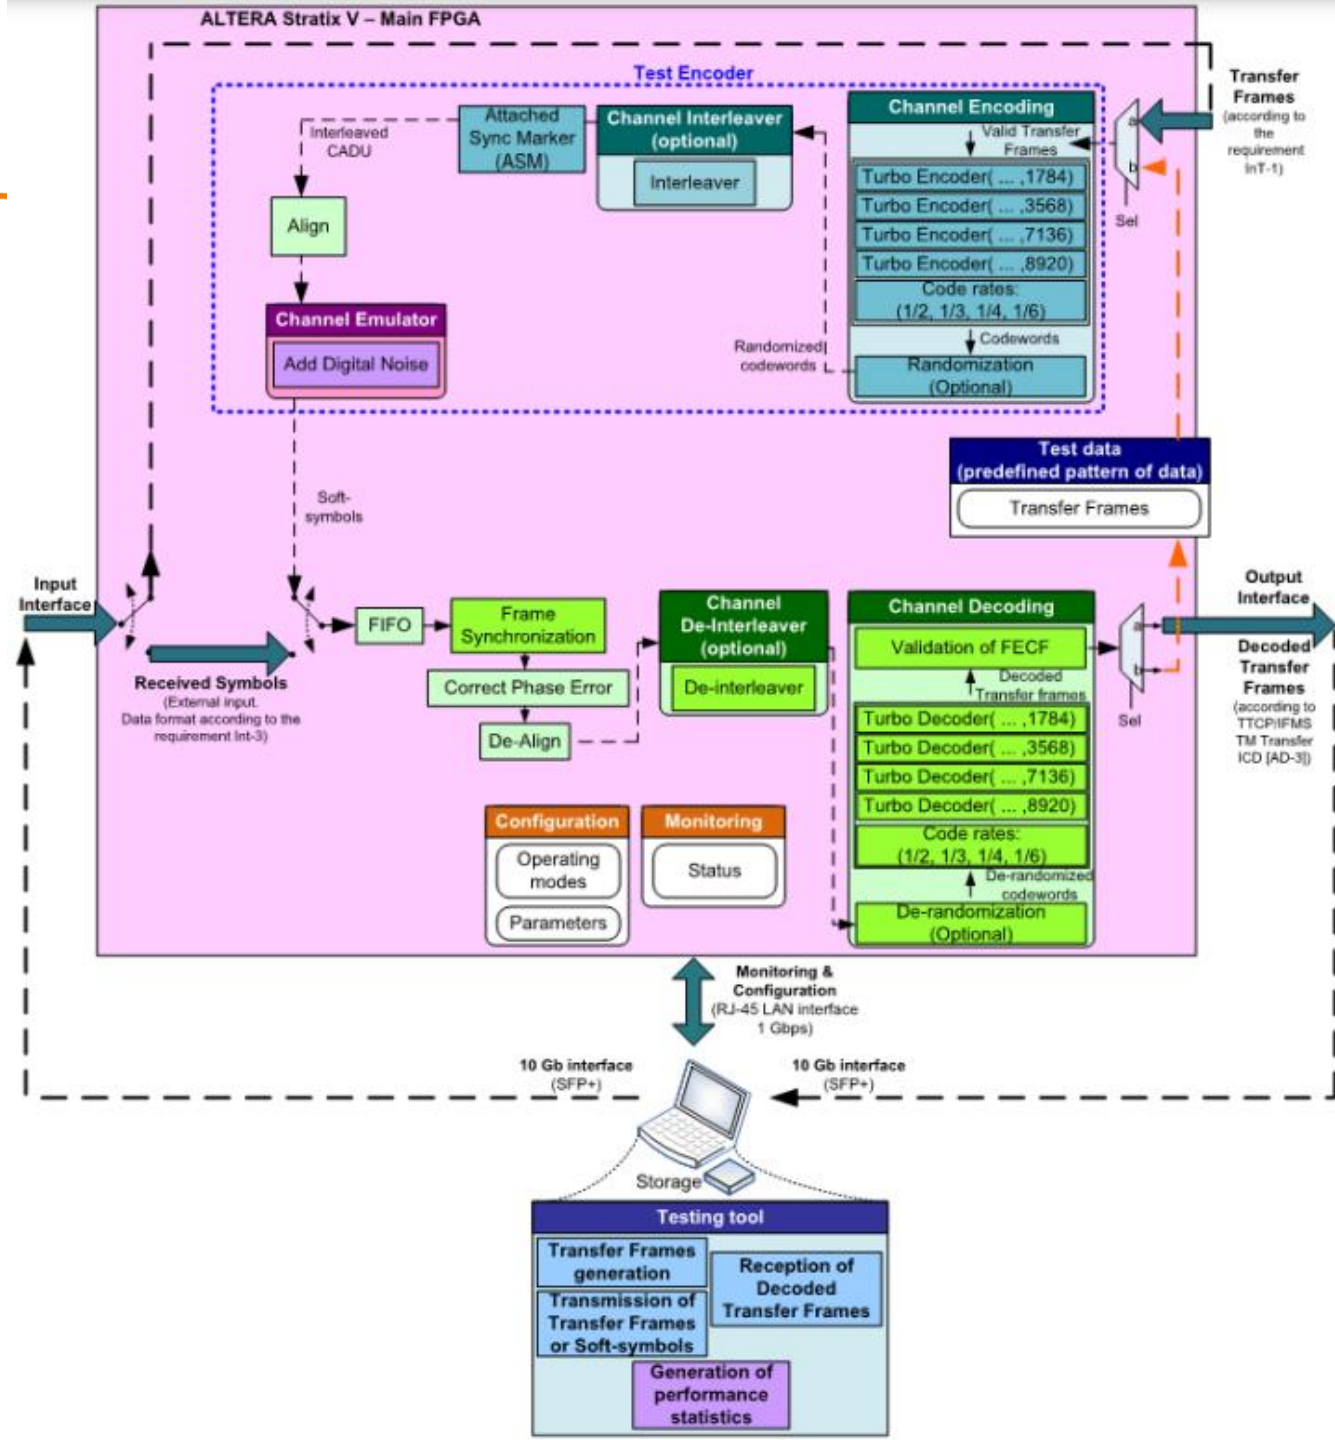 ALTERA Stratix V – Main FPGA
Test Encoder
Transfer
Frames
(according to
the
requirement
InT-1)
Channel Encoding
Valid Transfer
Frames
Turbo Encoder( ... ,1784)
Turbo Encoder( ... ,3568)
Turbo Encoder( ... ,7136)
Turbo Encoder( ... ,8920)
Code rates:
(1/2, 1/3, 1/4, 1/6)
Codewords
Randomization
(Optional)
a
b
Sel
Channel Interleaver
(optional)
Interleaver
Attached
Sync Marker
(ASM)
Interleaved
CADU
Align
Channel Emulator
Add Digital Noise
Randomized
codewords
Test data
(predefined pattern of data)
Transfer Frames
Soft-
symbols
Input
Interface
Received Symbols
(External input.
Data format according to the
requirement Int-3)
FIFO
Frame
Synchronization
Correct Phase Error
De-Align
Channel
De-Interleaver
(optional)
De-interleaver
Channel Decoding
Validation of FECF
Decoded
Transfer frames
Turbo Decoder( ... ,1784)
Turbo Decoder( ... ,3568)
Turbo Decoder( ... ,7136)
Turbo Decoder( ... ,8920)
Code rates:
(1/2, 1/3, 1/4, 1/6)
De-randomized
codewords
De-randomization
(Optional)
a
b
Sel
Output
Interface
Decoded
Transfer
Frames
(according to
TTCP/IFMS
TM Transfer
ICD [AD-3])
Configuration
Operating
modes
Parameters
Monitoring
Status
Monitoring &
Configuration
(RJ-45 LAN interface
1 Gbps)
10 Gb interface
(SFP+)
10 Gb interface
(SFP+)
Storage
Testing tool
Transfer Frames
generation
Transmission of
Transfer Frames
or Soft-symbols
Reception of
Decoded
Transfer Frames
Generation of
performance
statistics